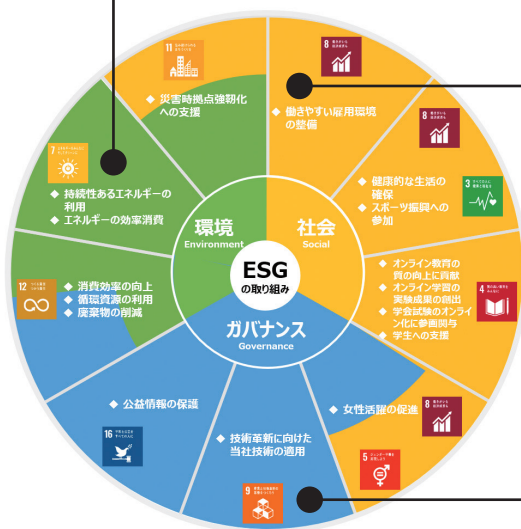 11
◆ 災害時拠点強靭化
への支援
8
◆ 働きやすい雇用環境
の整備
8
3
◆ 健康的な生活の
確保
◆ スポーツ振興への
参加
7
◆ 持続性あるエネルギーの
利用
◆ エネルギーの効率消費
環境
Environment
社会
Social
ESG
の取り組み
ガバナンス
Governance
◆ オンライン教育の
質の向上に貢献
◆ オンライン学習の
実験成果の創出
◆ 学会試験のオンライ
ン化に参画関与
◆ 学生への支援
4
12
◆ 消費効率の向上
◆ 循環資源の利用
◆ 廃棄物の削減
◆ 公益情報の保護
16
◆ 技術革新に向けた
当社技術の適用
9
◆ 女性活躍の促進
8
5